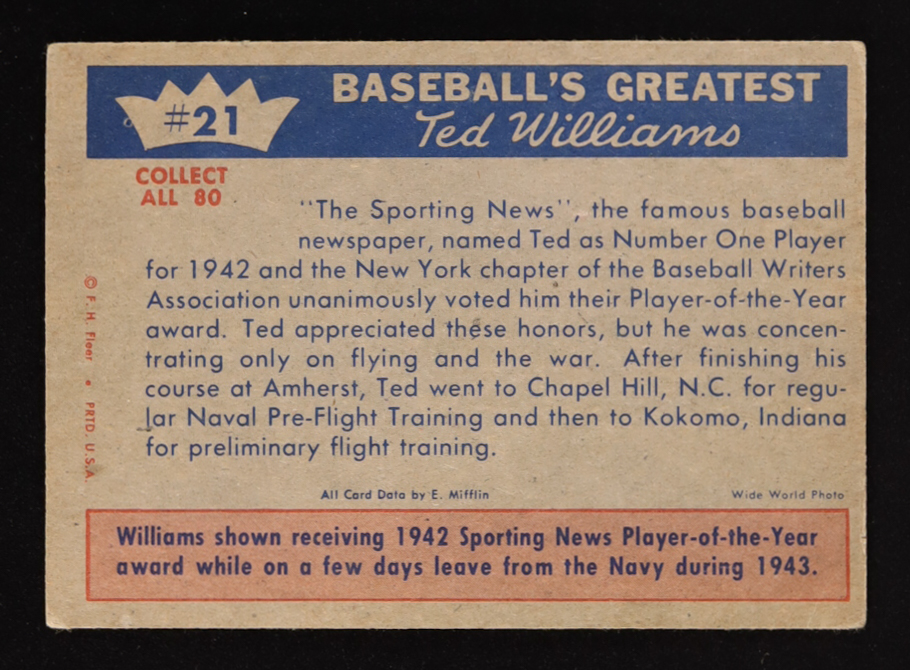 #21
BASEBALL'S GREATEST
Ted Williams
COLLECT
ALL 80
"The Sporting News", the famous baseball
newspaper, named Ted as Number One Player
for 1942 and the New York chapter of the Baseball Writers
Association unanimously voted him their Player-of-the-Year
award. Ted appreciated these honors, but he was concen-
trating only on flying and the war. After finishing his
course at Amherst, Ted went to Chapel Hill, N.C. for regu-
lar Naval Pre-Flight Training and then to Kokomo, Indiana
for preliminary flight training.
© F. H. Fleer • PRTD. U.S.A.
All Card Data by E. Mifflin
Wide World Photo
Williams shown receiving 1942 Sporting News Player-of-the-Year
award while on a few days leave from the Navy during 1943.